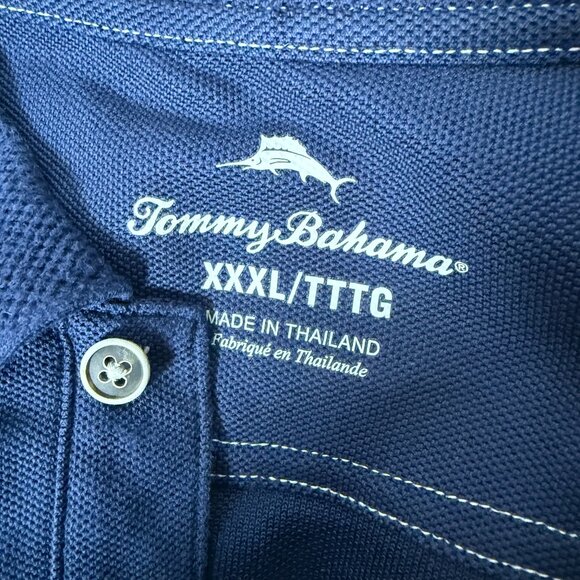 Tommy Bahama®
XXXL/TTTG
MADE IN THAILAND
Fabriqué en Thaïlande